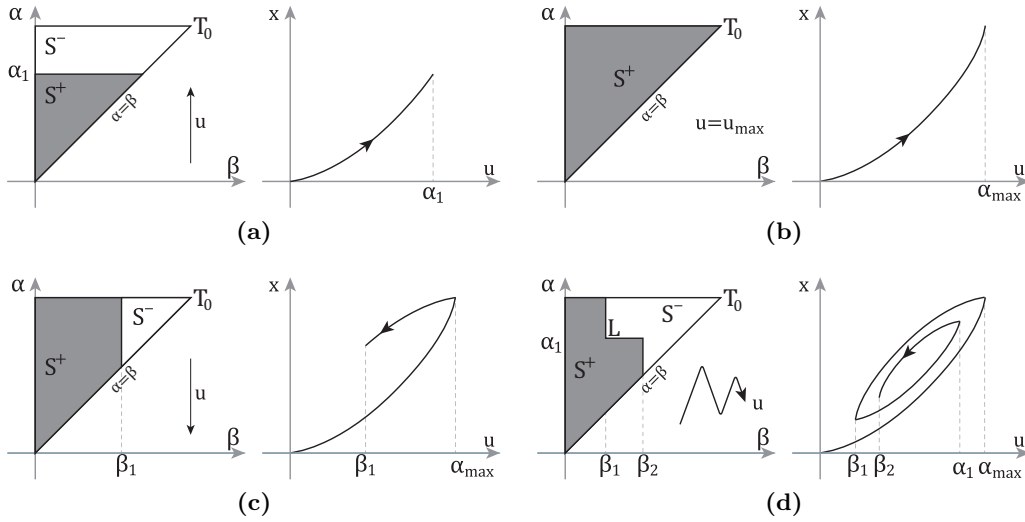 α
T₀
S⁻
α₁
S⁺
α=β
u
β
x
α₁
u
(a)
α
T₀
S⁺
α=β
u=u_max
β
x
α_max
u
(b)
α
T₀
S⁻
S⁺
α=β
u
β
β₁
x
β₁
α_max
u
(c)
α
T₀
S⁻
L
α₁
S⁺
α=β
u
β
β₁ β₂
x
u
β₁ β₂ α₁ α_max
(d)